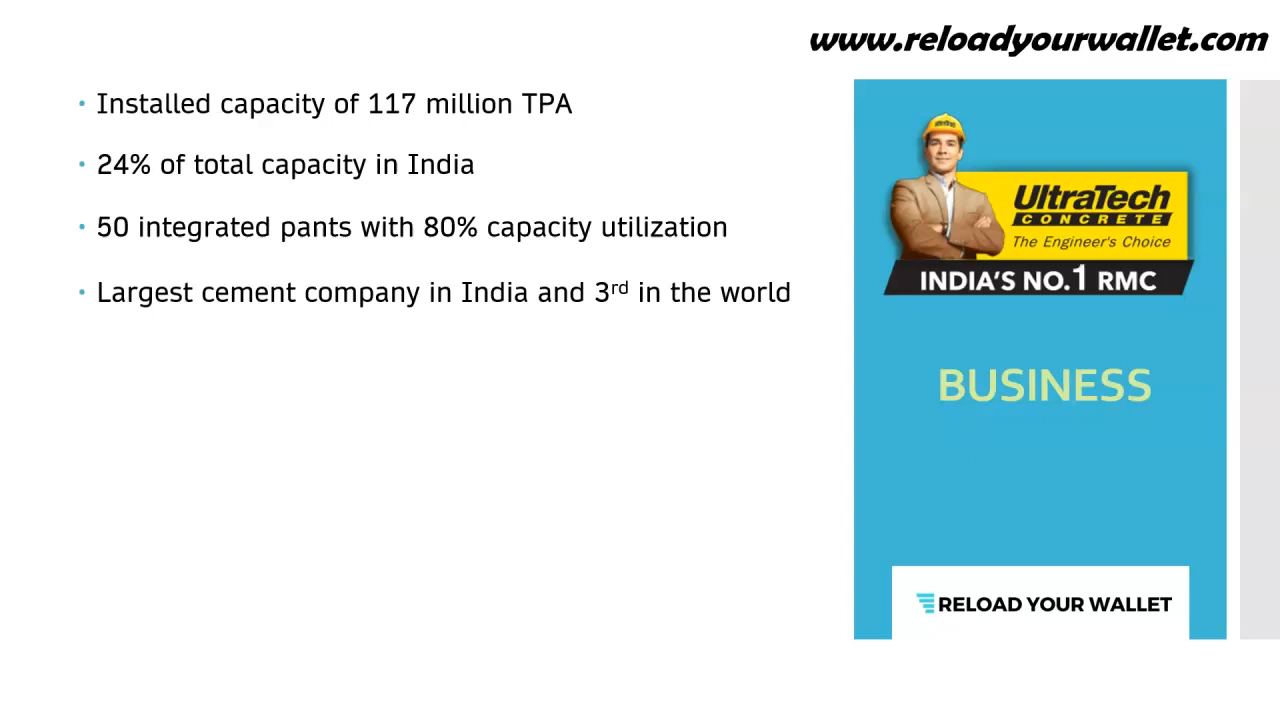 www.reloadyourwallet.com
• Installed capacity of 117 million TPA
• 24% of total capacity in India
• 50 integrated pants with 80% capacity utilization
• Largest cement company in India and 3rd in the world
UltraTech
CONCRETE
The Engineer's Choice
INDIA'S NO.1 RMC
BUSINESS
RELOAD YOUR WALLET